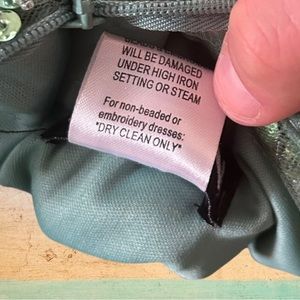 WILL BE DAMAGED
UNDER HIGH IRON
SETTING OR STEAM
For non-beaded or
embroidery dresses:
"DRY CLEAN ONLY"